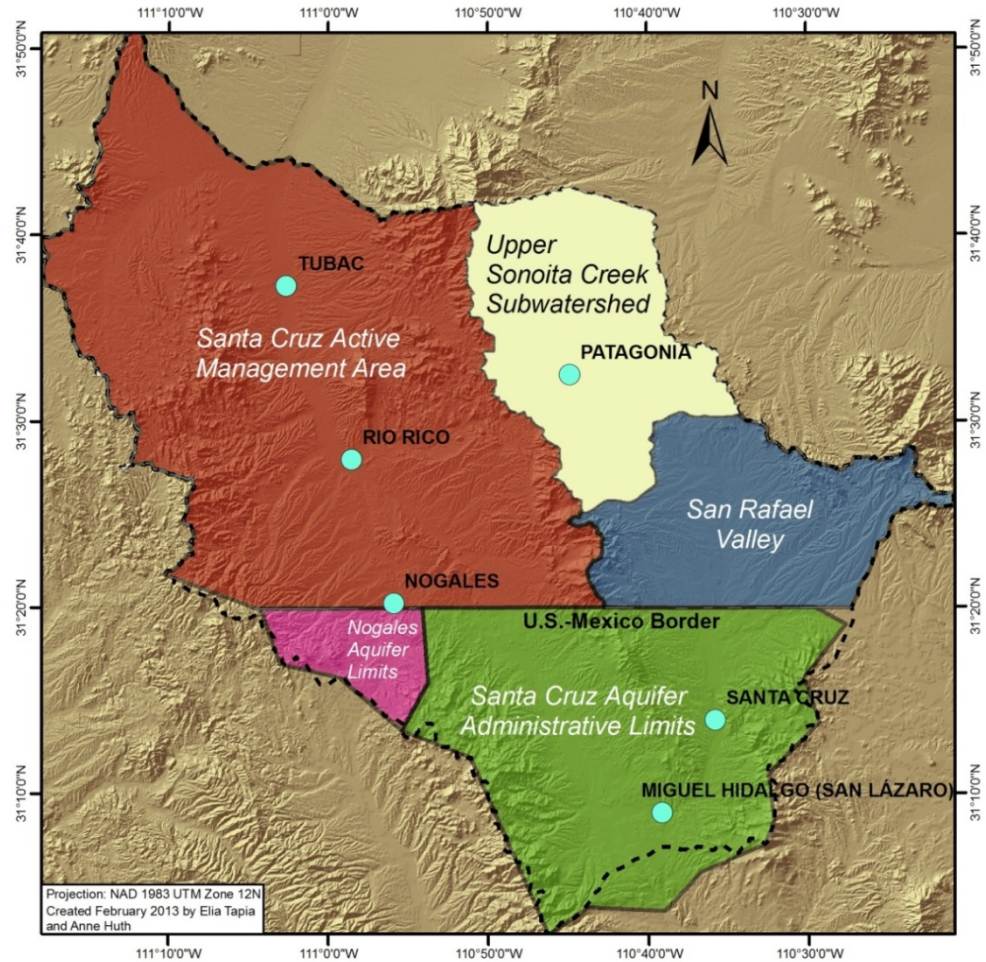 111°10'0"W 111°0'0"W 110°50'0"W 110°40'0"W 110°30'0"W
31°50'0"N 31°50'0"N
N
31°40'0"N 31°40'0"N
Upper
Sonoita Creek
Subwatershed
TUBAC
Santa Cruz Active
Management Area
PATAGONIA
31°30'0"N 31°30'0"N
RIO RICO
San Rafael
Valley
NOGALES
31°20'0"N 31°20'0"N
U.S.-Mexico Border
Nogales
Aquifer
Limits
Santa Cruz Aquifer
Administrative Limits
SANTA CRUZ
31°10'0"N 31°10'0"N
MIGUEL HIDALGO (SAN LÁZARO)
Projection: NAD 1983 UTM Zone 12N
Created February 2013 by Elia Tapia
and Anne Huth
111°10'0"W 111°0'0"W 110°50'0"W 110°40'0"W 110°30'0"W